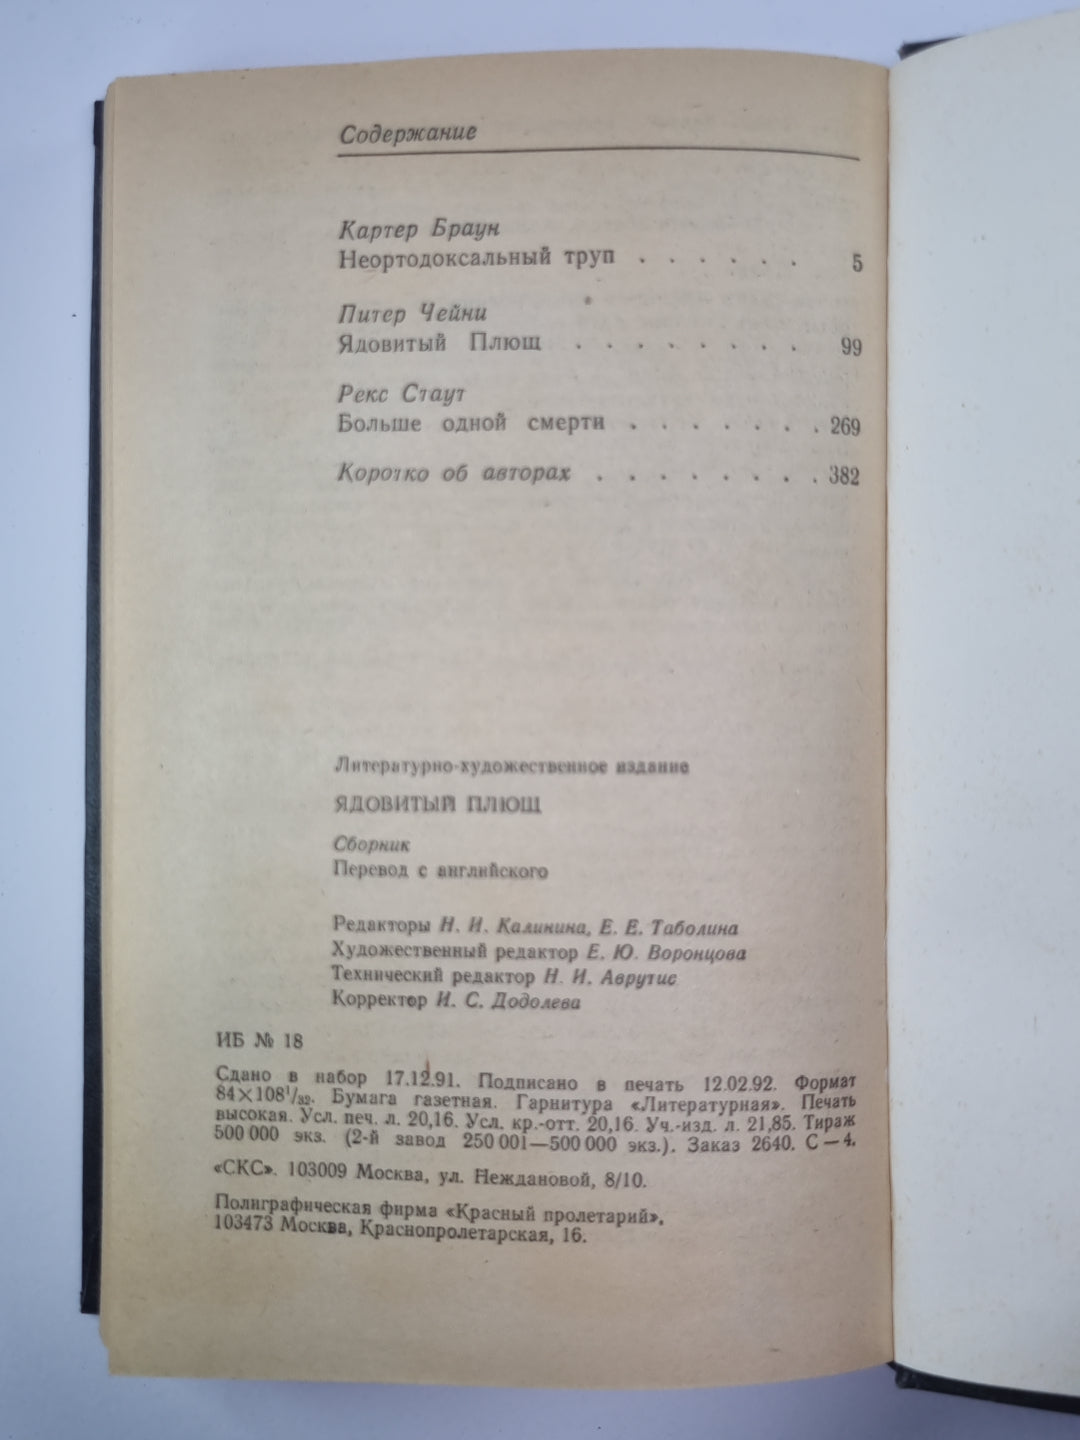 Содержание
Картер Браун
Неортодоксальный труп . . . . . . 5
Питер Чейни
Ядовитый Плющ . . . . . . . . 99
Рекс Стаут
Больше одной смерти . . . . . . . 269
Коротко об авторах . . . . . . . . 382
Литературно-художественное издание
ЯДОВИТЫЙ ПЛЮЩ
Сборник
Перевод с английского
Редакторы Н. И. Калинина, Е. Е. Таболина
Художественный редактор Е. Ю. Воронцова
Технический редактор Н. И. Аврутис
Корректор И. С. Додолева
ИБ № 18
Сдано в набор 17.12.91. Подписано в печать 12.02.92. Формат
84×108¹/₃₂. Бумага газетная. Гарнитура «Литературная». Печать
высокая. Усл. печ. л. 20,16. Усл. кр.-отт. 20,16. Уч.-изд. л. 21,85. Тираж
500 000 экз. (2-й завод 250 001—500 000 экз.). Заказ 2640. С—4.
«СКС». 103009 Москва, ул. Неждановой, 8/10.
Полиграфическая фирма «Красный пролетарий».
103473 Москва, Краснопролетарская, 16.